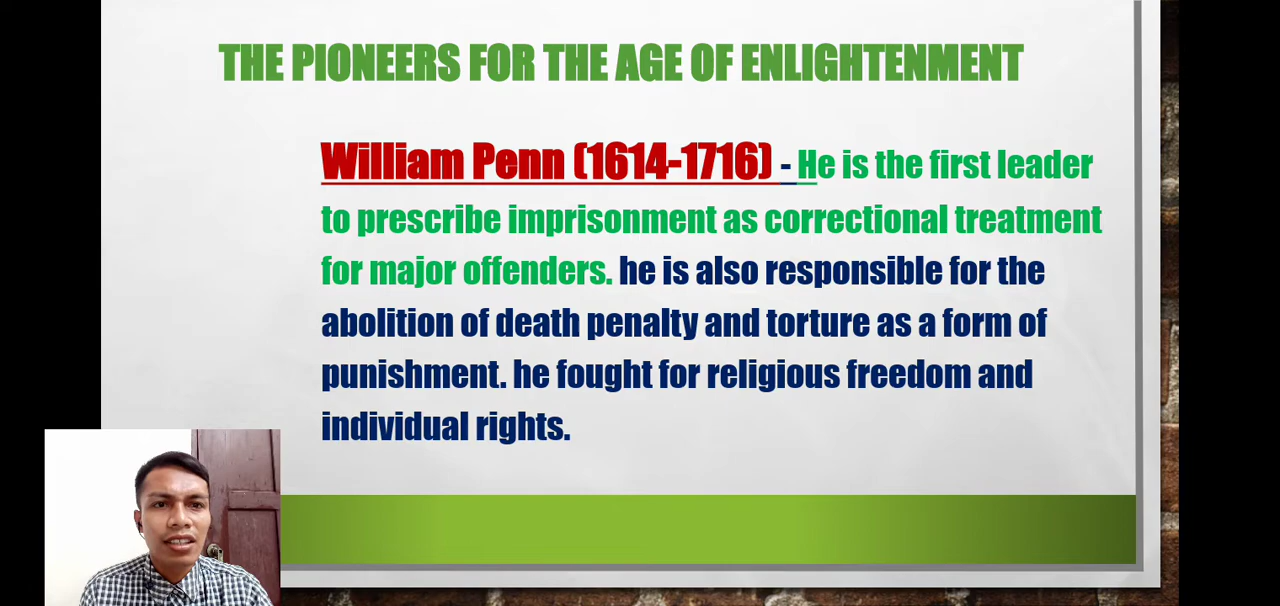 THE PIONEERS FOR THE AGE OF ENLIGHTENMENT
William Penn (1614-1716) - He is the first leader
to prescribe imprisonment as correctional treatment
for major offenders. he is also responsible for the
abolition of death penalty and torture as a form of
punishment. he fought for religious freedom and
individual rights.